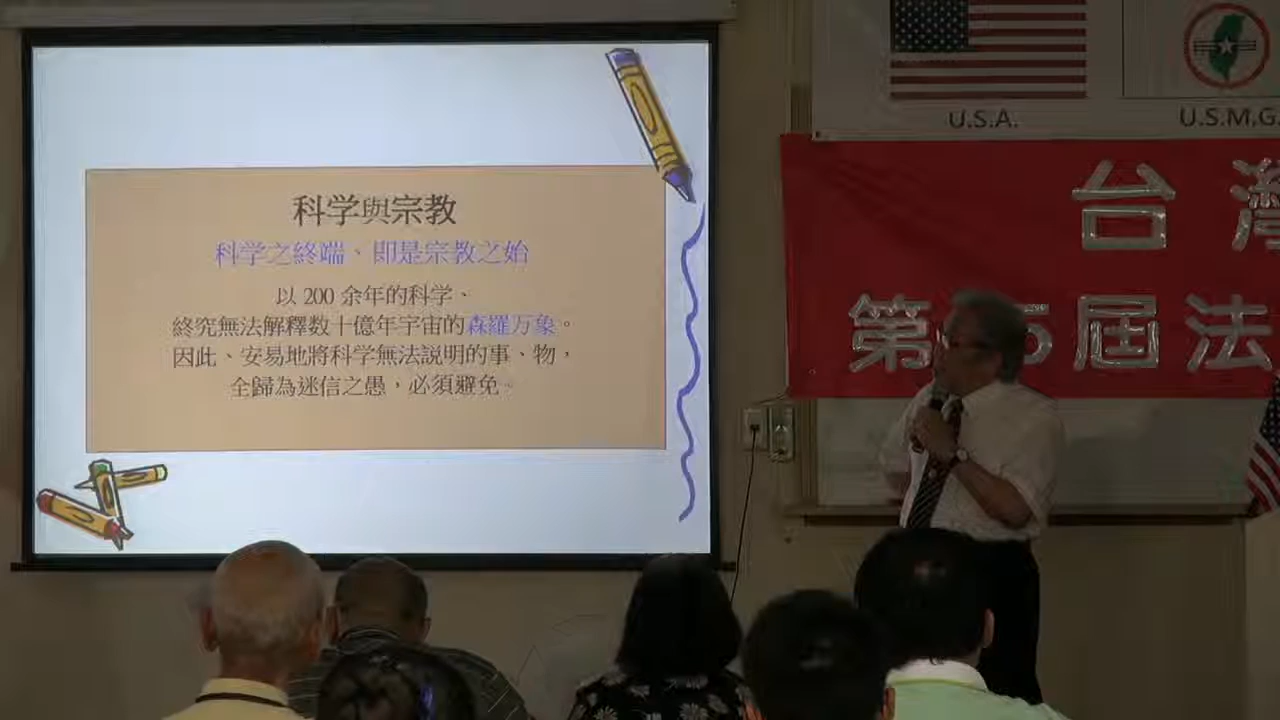 科学與宗教
科学之終端、即是宗教之始
以 200 余年的科学、
終究無法解釋数十億年宇宙的森羅万象。
因此、安易地將科学無法説明的事、物，
全歸為迷信之愚，必須避免。
U.S.A.
U.S.M.G.
台灣
第 5屆法